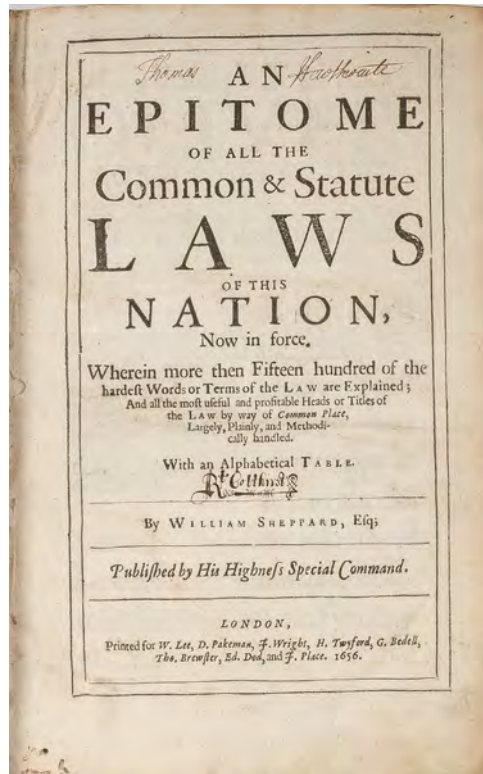 Thomas
AN
EPITOME
OF ALL THE
Common & Statute
LAWS
OF THIS
NATION,
Now in force.
Wherein more then Fifteen hundred of the
hardeſt Words or Terms of the LAW are Explained;
And all the moſt uſeful and profitable Heads or Titles of
the LAW by way of Common Place,
Largely, Plainly, and Methodi-
cally handled.
With an Alphabetical TABLE.
By WILLIAM SHEPPARD, Eſq;
Publiſhed by His Highneſs Special Command.
LONDON,
Printed for W. Lee, D. Pakeman, J. Wright, H. Twyford, G. Bedell,
Tho. Brewſter, Ed. Dod, and J. Place. 1656.